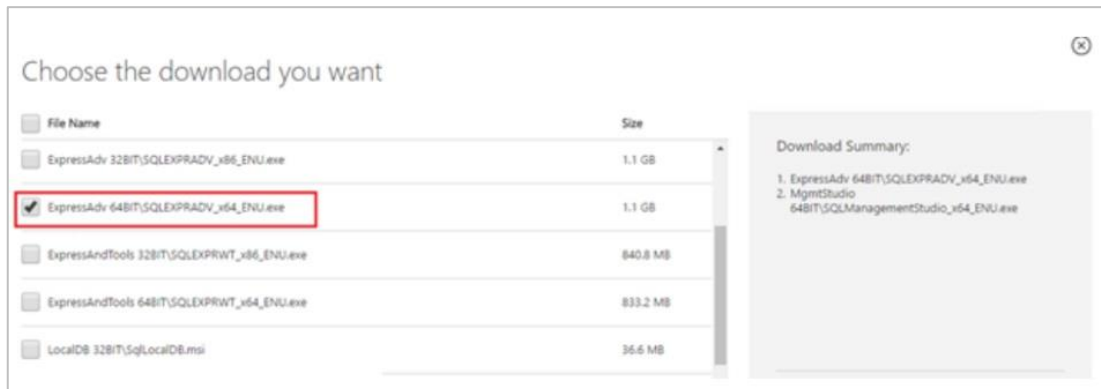 Choose the download you want
File Name Size
ExpressAdv 32BIT\SQLEXPRADV_x86_ENU.exe 1.1 GB
ExpressAdv 64BIT\SQLEXPRADV_x64_ENU.exe 1.1 GB
ExpressAndTools 32BIT\SQLEXPRWT_x86_ENU.exe 840.8 MB
ExpressAndTools 64BIT\SQLEXPRWT_x64_ENU.exe 833.2 MB
LocalDB 32BIT\SqlLocalDB.msi 36.6 MB
Download Summary:
1. ExpressAdv 64BIT\SQLEXPRADV_x64_ENU.exe
2. MgmtStudio
64BIT\SQLManagementStudio_x64_ENU.exe